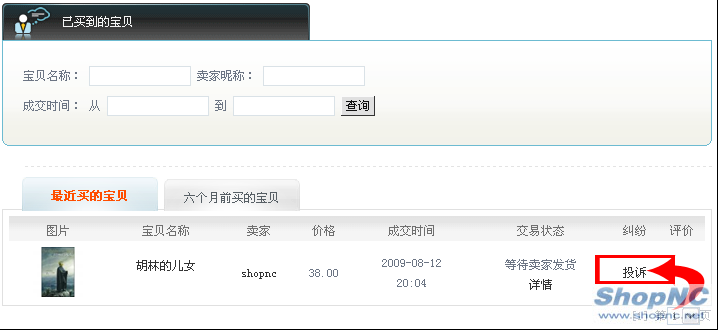 已买到的宝贝
宝贝名称： 卖家昵称：
成交时间： 从 到 查询
最近买的宝贝 六个月前买的宝贝
图片 宝贝名称 卖家 价格 成交时间 交易状态 纠纷 评价
胡林的儿女 shopnc 38.00 2009-08-12 等待卖家发货 投诉
20:04 详情
ShopNC
www.shopnc.net